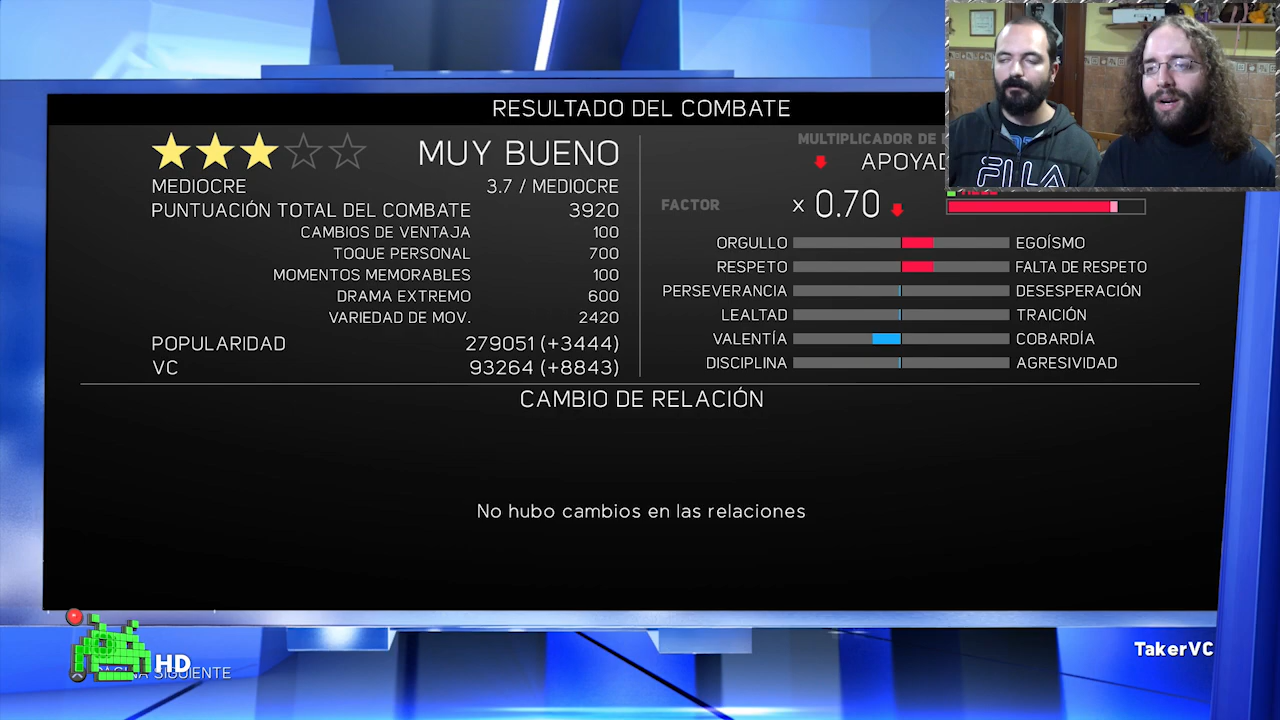 RESULTADO DEL COMBATE
MUY BUENO
MEDIOCRE 3.7 / MEDIOCRE
PUNTUACIÓN TOTAL DEL COMBATE 3920
CAMBIOS DE VENTAJA 100
TOQUE PERSONAL 700
MOMENTOS MEMORABLES 100
DRAMA EXTREMO 600
VARIEDAD DE MOV. 2420
POPULARIDAD 279051 (+3444)
VC 93264 (+8843)
MULTIPLICADOR DE
FACTOR x 0.70
ORGULLO EGOÍSMO
RESPETO FALTA DE RESPETO
PERSEVERANCIA DESESPERACIÓN
LEALTAD TRAICIÓN
VALENTÍA COBARDÍA
DISCIPLINA AGRESIVIDAD
CAMBIO DE RELACIÓN
No hubo cambios en las relaciones
FILA
TakerVC
HD
PÁGINA SIGUIENTE